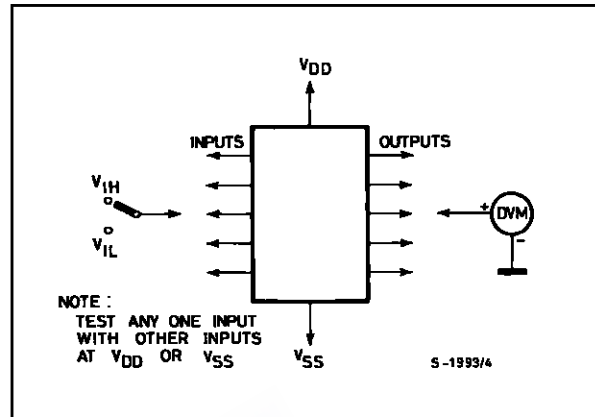 VDD
INPUTS
OUTPUTS
VIH
VIL
+
DVM
-
NOTE :
TEST ANY ONE INPUT
WITH OTHER INPUTS
AT VDD OR VSS
VSS
S-1993/4